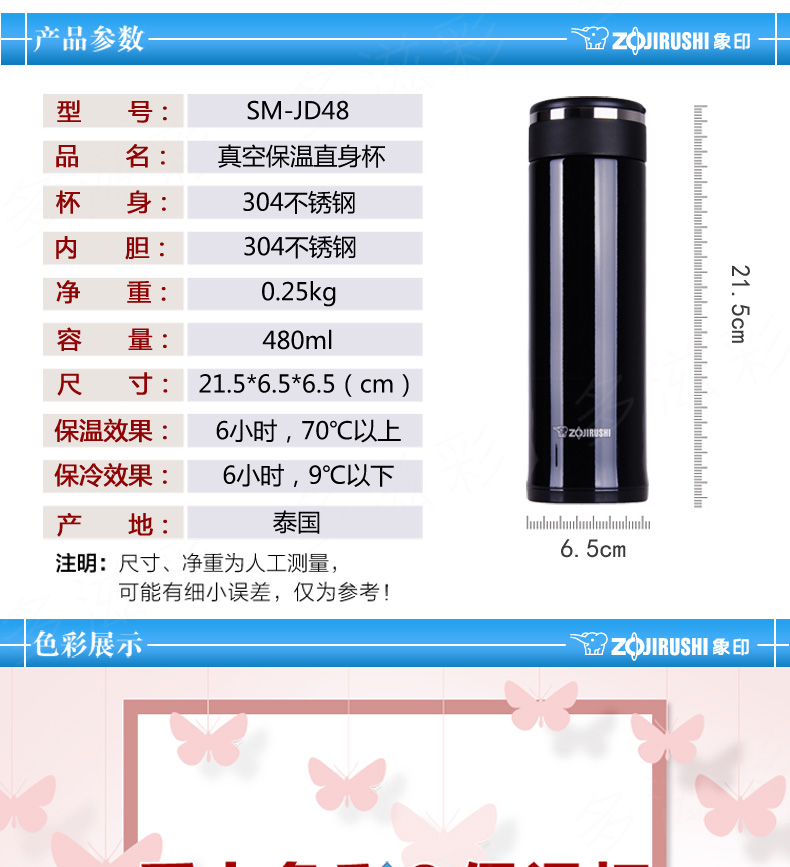 产品参数
ZOJIRUSHI 象印
型 号： SM-JD48
品 名： 真空保温直身杯
杯 身： 304不锈钢
内 胆： 304不锈钢
净 重： 0.25kg
容 量： 480ml
尺 寸： 21.5*6.5*6.5（cm）
保温效果： 6小时，70℃以上
保冷效果： 6小时，9℃以下
产 地： 泰国
注明：尺寸、净重为人工测量，
可能有细小误差，仅为参考！
ZOJIRUSHI
21.5cm
6.5cm
色彩展示
ZOJIRUSHI 象印